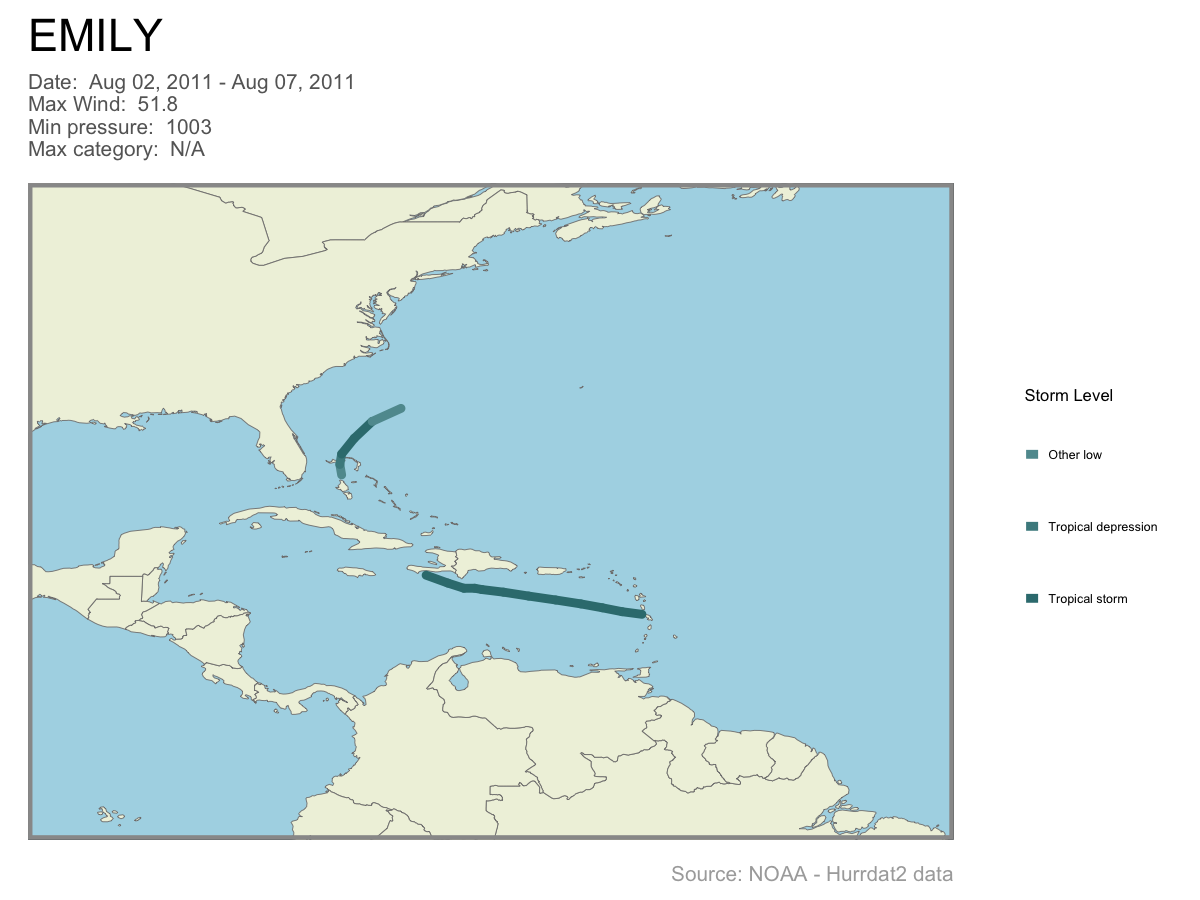 EMILY
Date:  Aug 02, 2011 - Aug 07, 2011
Max Wind:  51.8
Min pressure:  1003
Max category:  N/A
Storm Level
Other low
Tropical depression
Tropical storm
Source: NOAA - Hurrdat2 data